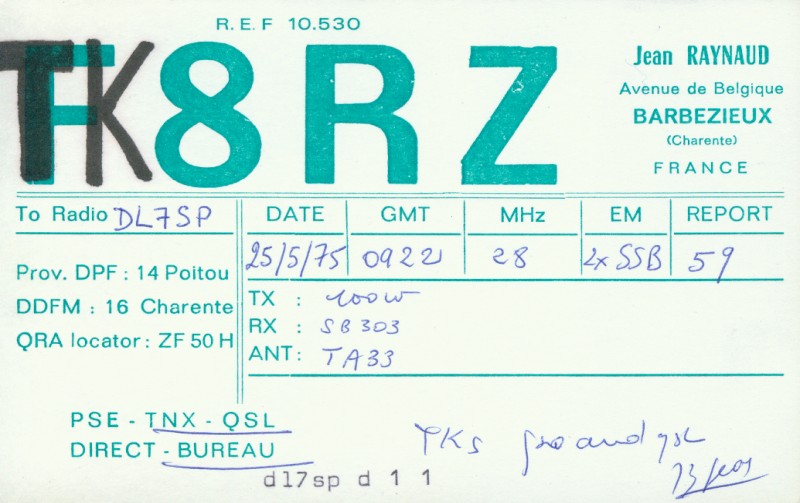 R.E.F 10.530
TK8RZ
Jean RAYNAUD
Avenue de Belgique
BARBEZIEUX
(Charente)
FRANCE
To Radio DL7SP
DATE GMT MHz EM REPORT
25/5/75 0922 28 2x SSB 59
Prov. DPF : 14 Poitou
DDFM : 16 Charente
QRA locator : ZF 50 H
TX : 100w
RX : SB303
ANT : TA33
PSE - TNX - QSL
DIRECT - BUREAU
TKs qso and qsl
73
dl7sp d 1 1